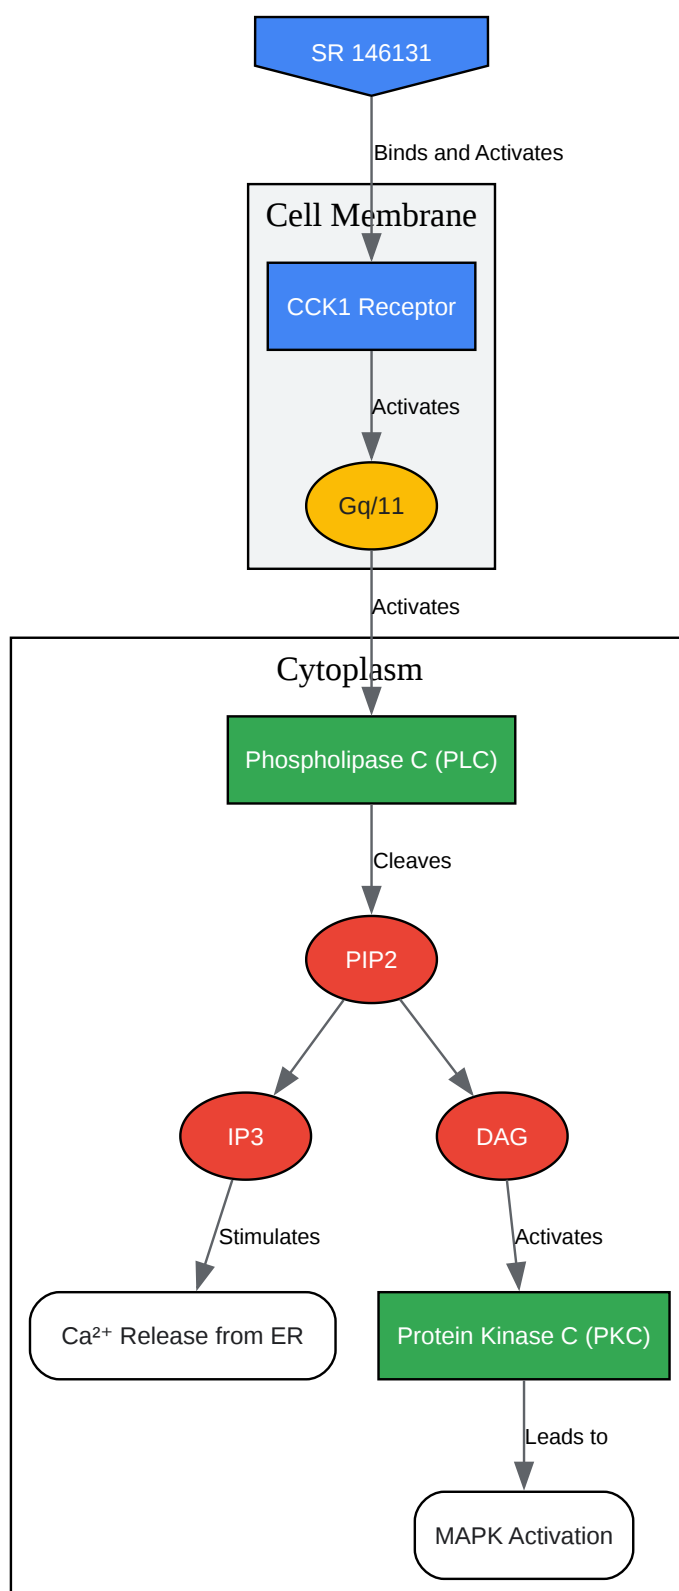 SR 146131
Binds and Activates
Cell Membrane
CCK1 Receptor
Activates
Gq/11
Activates
Cytoplasm
Phospholipase C (PLC)
Cleaves
PIP2
IP3
DAG
Stimulates
Activates
Ca²⁺ Release from ER
Protein Kinase C (PKC)
Leads to
MAPK Activation